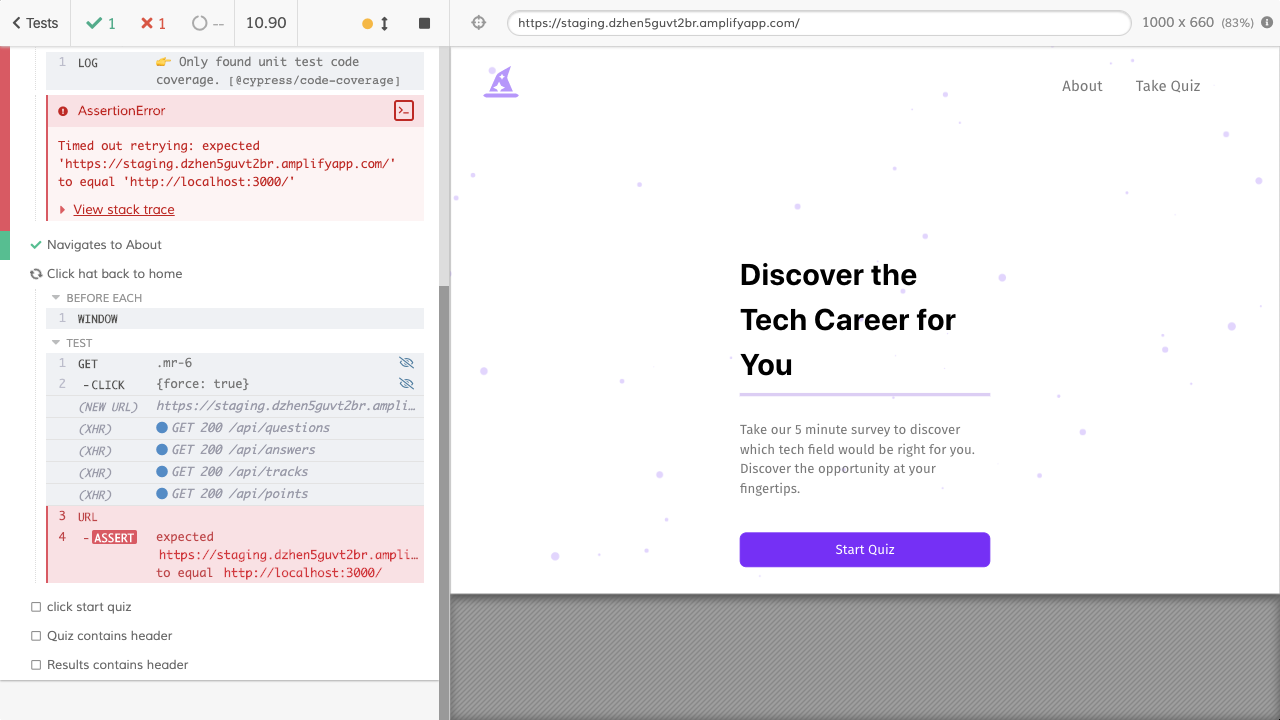 Tests
1
1
--
10.90
https://staging.dzhen5guvt2br.amplifyapp.com/
1000 x 660 (83%)
1 LOG 👉 Only found unit test code
coverage. [@cypress/code-coverage]
AssertionError
Timed out retrying: expected
'https://staging.dzhen5guvt2br.amplifyapp.com/'
to equal 'http://localhost:3000/'
View stack trace
Navigates to About
Click hat back to home
BEFORE EACH
1 WINDOW
TEST
1 GET .mr-6
2 -CLICK {force: true}
(NEW URL) https://staging.dzhen5guvt2br.ampli…
(XHR) GET 200 /api/questions
(XHR) GET 200 /api/answers
(XHR) GET 200 /api/tracks
(XHR) GET 200 /api/points
3 URL
4 -ASSERT expected
https://staging.dzhen5guvt2br.ampli…
to equal http://localhost:3000/
click start quiz
Quiz contains header
Results contains header
About
Take Quiz
Discover the
Tech Career for
You
Take our 5 minute survey to discover
which tech field would be right for you.
Discover the opportunity at your
fingertips.
Start Quiz